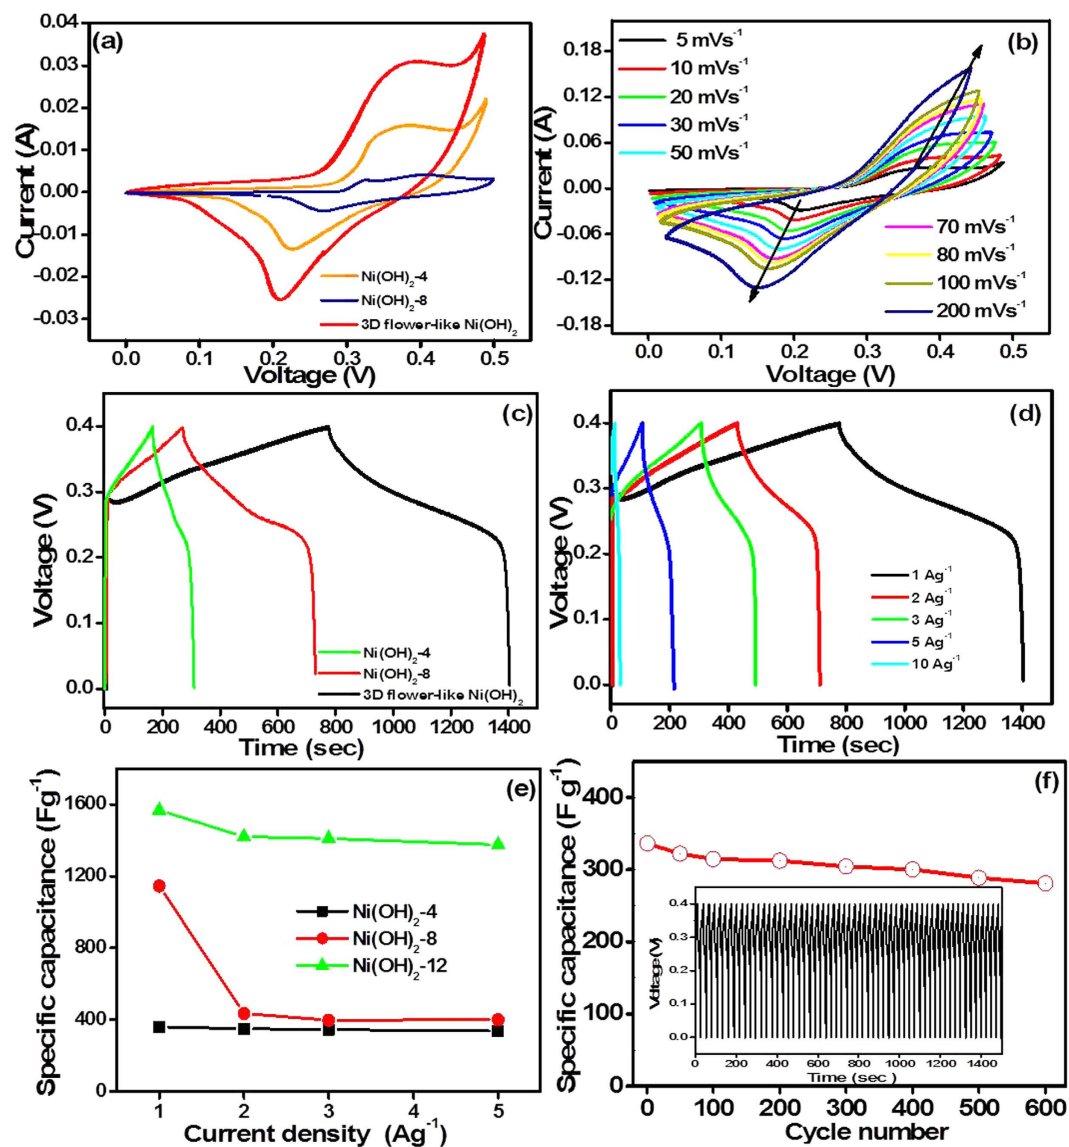 (a)
0.04
0.03
0.02
0.01
0.00
-0.01
-0.02
-0.03
Current (A)
Ni(OH)₂-4
Ni(OH)₂-8
3D flower-like Ni(OH)₂
0.0 0.1 0.2 0.3 0.4 0.5
Voltage (V)
(b)
0.18
0.12
0.06
0.00
-0.06
-0.12
-0.18
Current (A)
5 mVs⁻¹
10 mVs⁻¹
20 mVs⁻¹
30 mVs⁻¹
50 mVs⁻¹
70 mVs⁻¹
80 mVs⁻¹
100 mVs⁻¹
200 mVs⁻¹
0.0 0.1 0.2 0.3 0.4 0.5
Voltage (V)
(c)
0.4
0.3
0.2
0.1
0.0
Voltage (V)
Ni(OH)₂-4
Ni(OH)₂-8
3D flower-like Ni(OH)₂
0 200 400 600 800 1000 1200 1400
Time (sec)
(d)
0.4
0.3
0.2
0.1
0.0
Voltage (V)
1 Ag⁻¹
2 Ag⁻¹
3 Ag⁻¹
5 Ag⁻¹
10 Ag⁻¹
0 200 400 600 800 1000 1200 1400
Time (sec)
(e)
1600
1200
800
400
0
Specific capacitance (Fg⁻¹)
Ni(OH)₂-4
Ni(OH)₂-8
Ni(OH)₂-12
1 2 3 4 5
Current density (Ag⁻¹)
(f)
400
300
200
100
0
Specific capacitance (F g⁻¹)
0.4
0.3
0.2
0.1
0.0
Voltage (V)
0 200 400 600 800 1000 1200 1400
Time (sec )
0 100 200 300 400 500 600
Cycle number